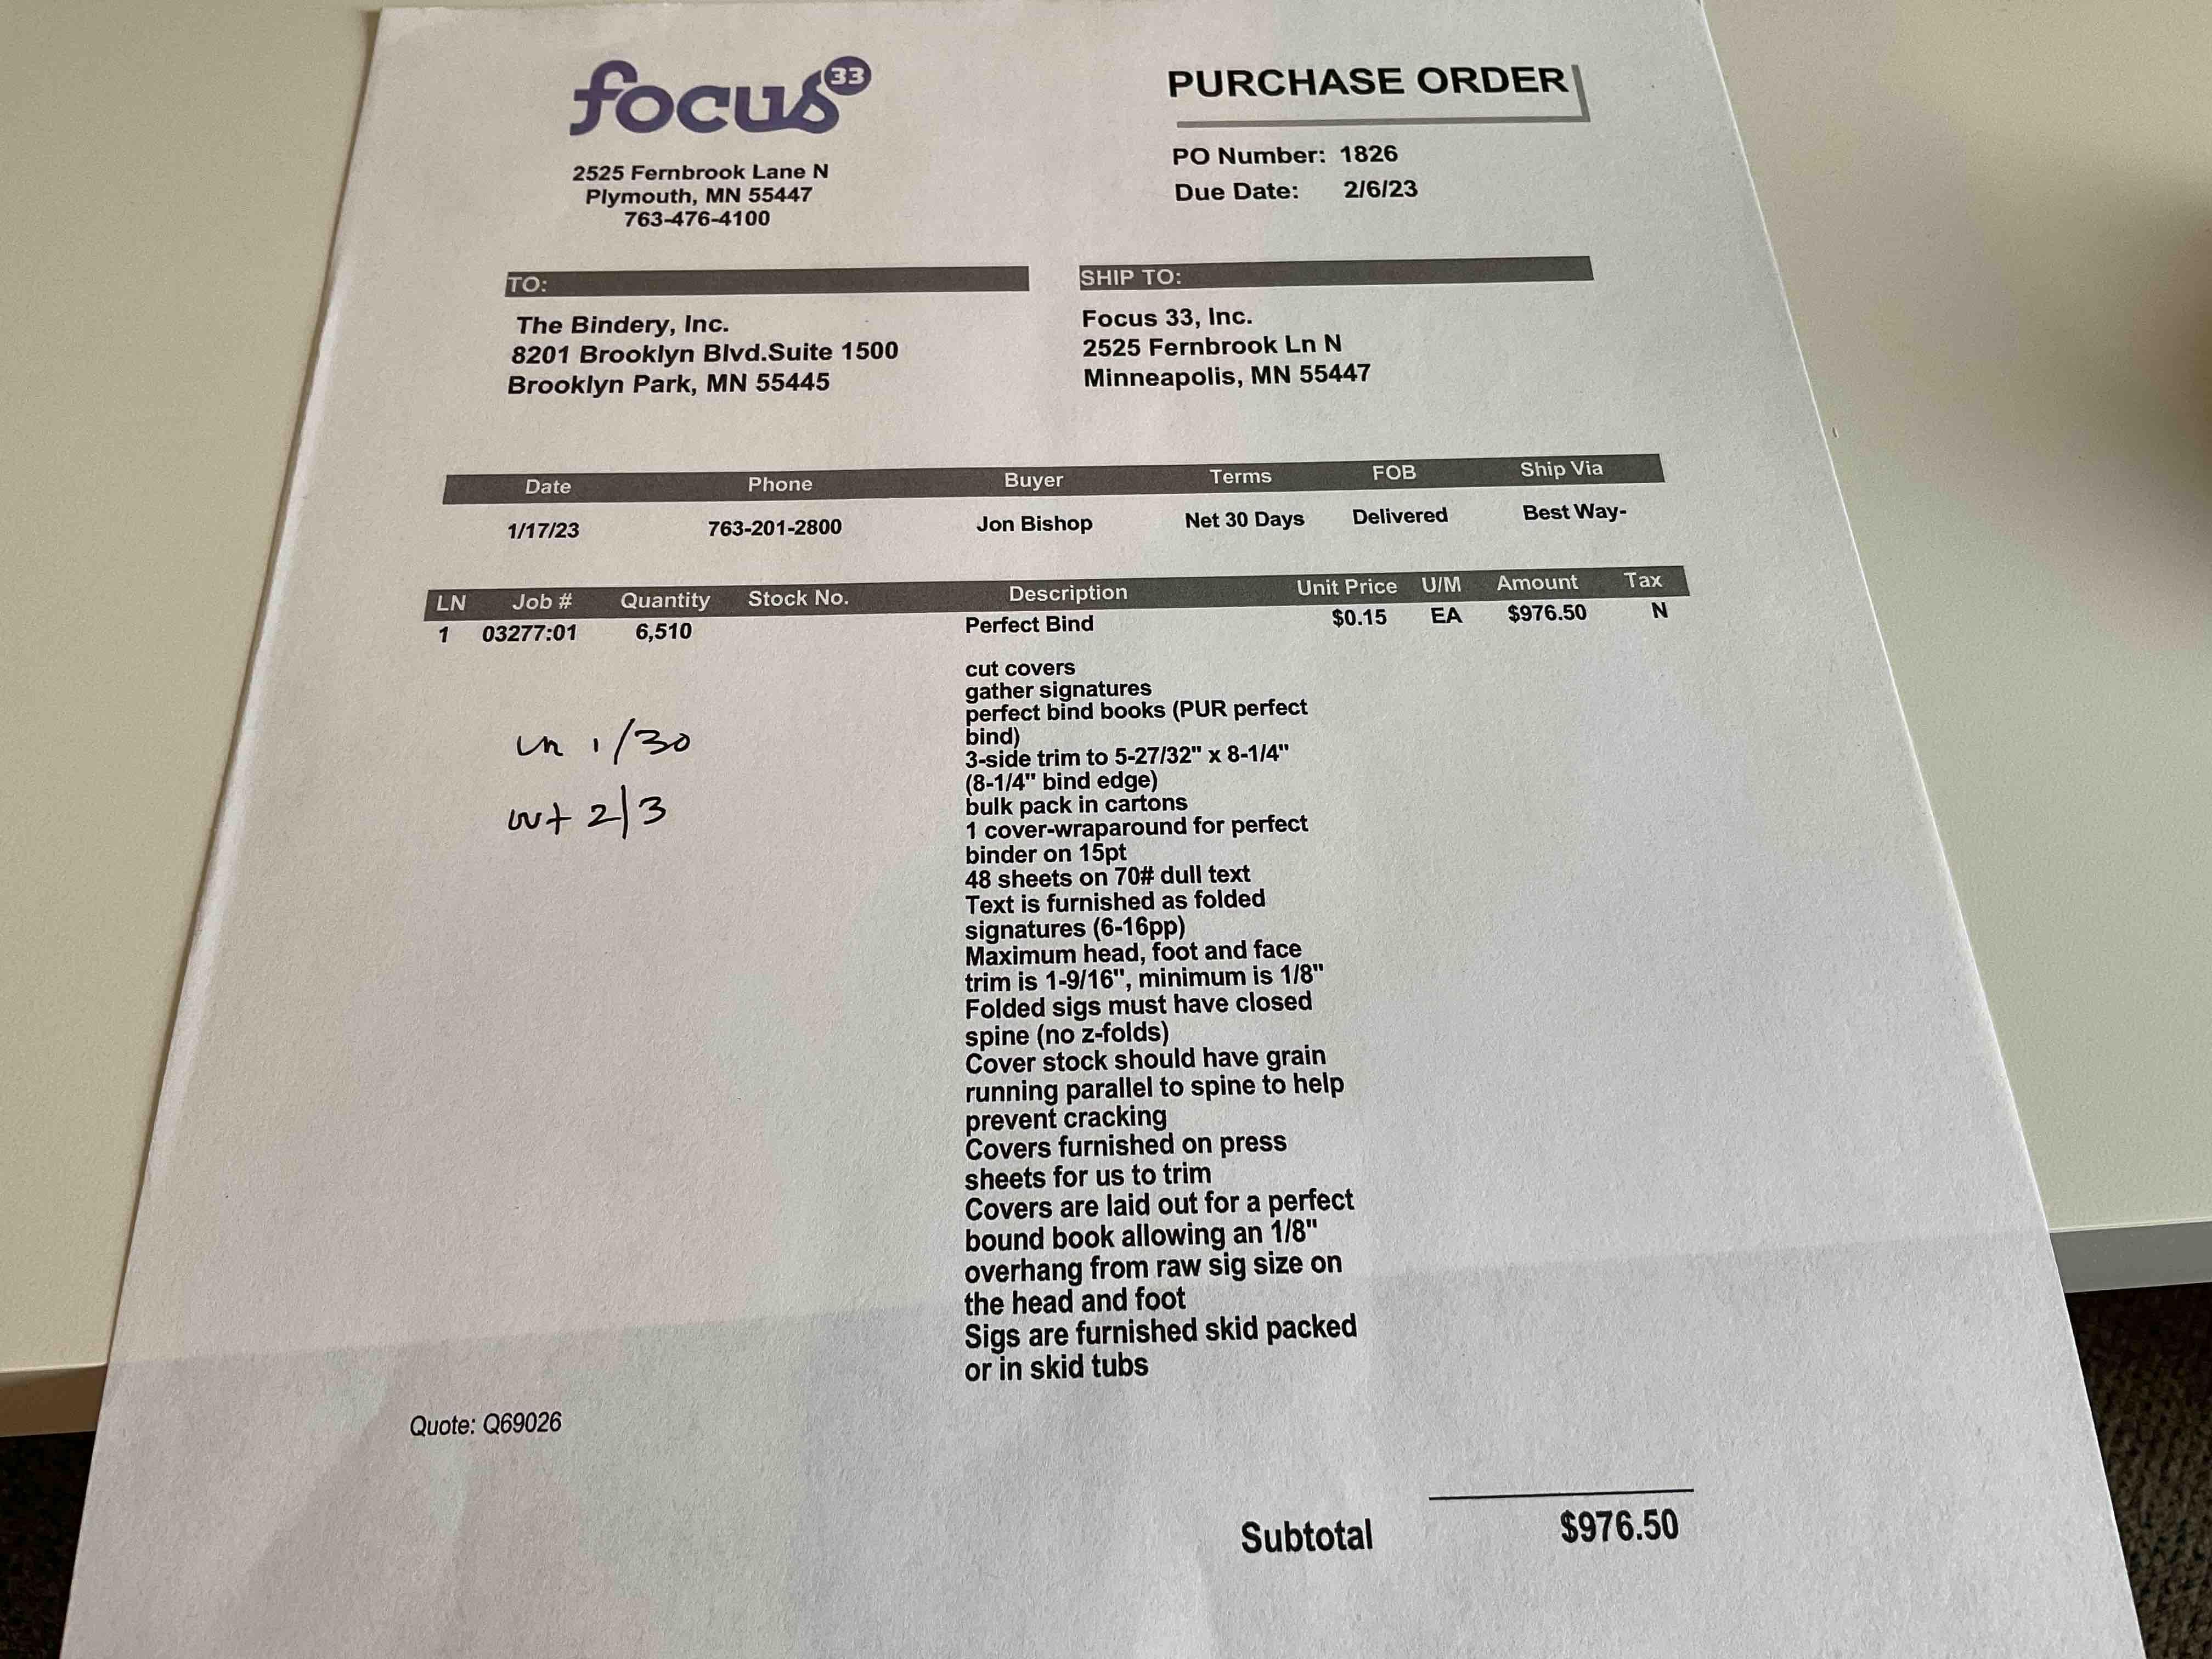 focus 33
2525 Fernbrook Lane N
Plymouth, MN 55447
763-476-4100
PURCHASE ORDER
PO Number: 1826
Due Date: 2/6/23
TO:
The Bindery, Inc.
8201 Brooklyn Blvd.Suite 1500
Brooklyn Park, MN 55445
SHIP TO:
Focus 33, Inc.
2525 Fernbrook Ln N
Minneapolis, MN 55447
Date Phone Buyer Terms FOB Ship Via
1/17/23 763-201-2800 Jon Bishop Net 30 Days Delivered Best Way-
LN Job # Quantity Stock No. Description Unit Price U/M Amount Tax
1 03277:01 6,510 Perfect Bind $0.15 EA $976.50 N
cut covers
gather signatures
perfect bind books (PUR perfect
bind)
3-side trim to 5-27/32" x 8-1/4"
(8-1/4" bind edge)
bulk pack in cartons
1 cover-wraparound for perfect
binder on 15pt
48 sheets on 70# dull text
Text is furnished as folded
signatures (6-16pp)
Maximum head, foot and face
trim is 1-9/16", minimum is 1/8"
Folded sigs must have closed
spine (no z-folds)
Cover stock should have grain
running parallel to spine to help
prevent cracking
Covers furnished on press
sheets for us to trim
Covers are laid out for a perfect
bound book allowing an 1/8"
overhang from raw sig size on
the head and foot
Sigs are furnished skid packed
or in skid tubs
in 1/30
out 2/3
Quote: Q69026
Subtotal $976.50